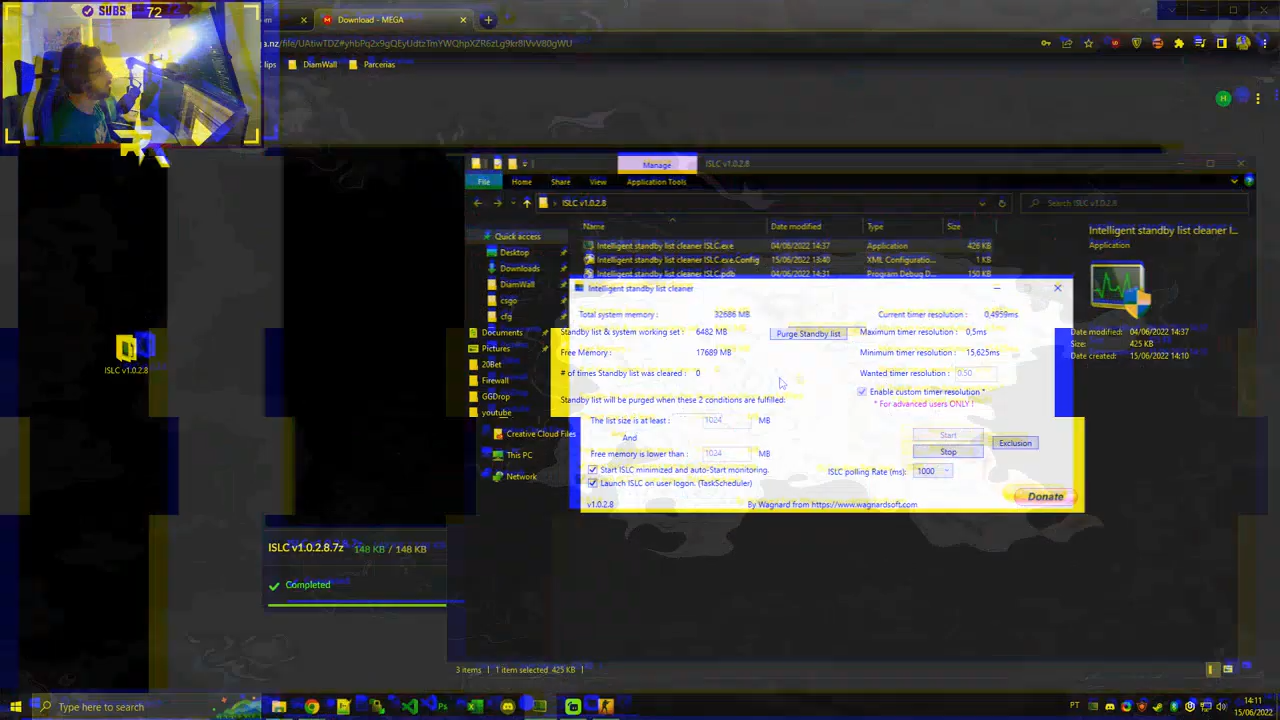 SUBS 72
Download - MEGA
DiamWall
Parcerias
H
Manage
ISLC v1.0.2.8
File
Home
Share
View
Application Tools
ISLC v1.0.2.8
Search ISLC v1.0.2.8
Name
Date modified
Type
Size
Quick access
Desktop
Downloads
DiamWall
csgo
cfg
Documents
Pictures
20Bet
Firewall
GGDrop
youtube
Creative Cloud Files
This PC
Network
Intelligent standby list cleaner ISLC.exe 04/06/2022 14:37 Application 426 KB
Intelligent standby list cleaner ISLC.exe.Config 15/06/2022 13:40 XML Configuratio... 1 KB
Intelligent standby list cleaner ISLC.pdb 04/06/2022 14:31 Program Debug D... 150 KB
Intelligent standby list cleaner I...
Application
Date modified: 04/06/2022 14:37
Size: 425 KB
Date created: 15/06/2022 14:10
Intelligent standby list cleaner
Total system memory : 32686 MB
Current timer resolution : 0,4959ms
Standby list & system working set : 6482 MB
Purge Standby list
Maximum timer resolution : 0,5ms
Free Memory : 17689 MB
Minimum timer resolution : 15,625ms
# of times Standby list was cleared : 0
Wanted timer resolution : 0.50
Enable custom timer resolution *
* For advanced users ONLY !
Standby list will be purged when these 2 conditions are fulfilled:
The list size is at least : 1024 MB
And
Free memory is lower than : 1024 MB
Start
Stop
Exclusion
Start ISLC minimized and auto-Start monitoring.
ISLC polling Rate (ms): 1000
Launch ISLC on user logon. (TaskScheduler)
Donate
v1.0.2.8
By Wagnard from https://www.wagnardsoft.com
ISLC v1.0.2.8
ISLC v1.0.2.8.7z 148 KB / 148 KB
Completed
3 items
1 item selected 425 KB
Type here to search
PT
14:11
15/06/2022